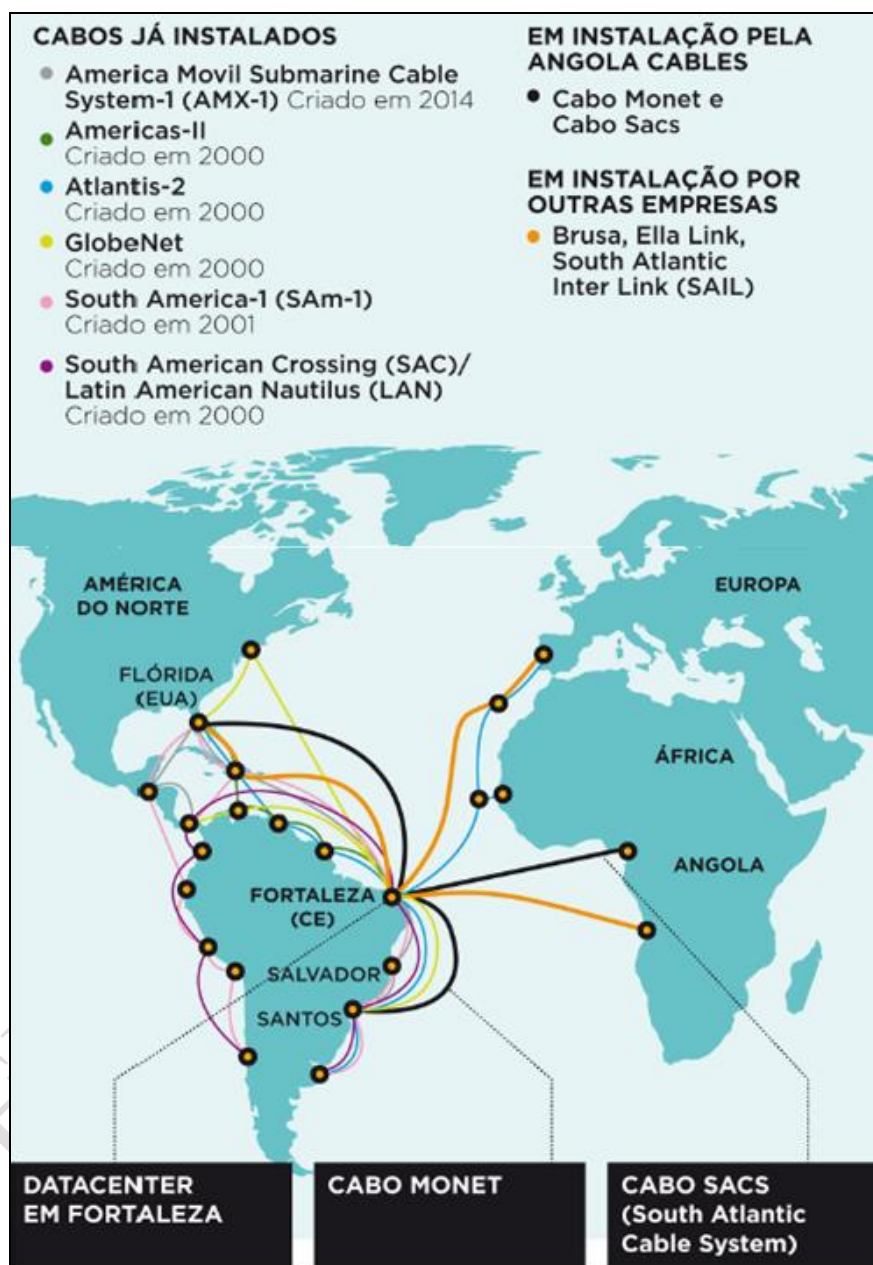 CABOS JÁ INSTALADOS
America Movil Submarine Cable
System-1 (AMX-1) Criado em 2014
Americas-II
Criado em 2000
Atlantis-2
Criado em 2000
GlobeNet
Criado em 2000
South America-1 (SAm-1)
Criado em 2001
South American Crossing (SAC)/
Latin American Nautilus (LAN)
Criado em 2000
EM INSTALAÇÃO PELA
ANGOLA CABLES
Cabo Monet e
Cabo Sacs
EM INSTALAÇÃO POR
OUTRAS EMPRESAS
Brusa, Ella Link,
South Atlantic
Inter Link (SAIL)
AMÉRICA
DO NORTE
EUROPA
FLÓRIDA
(EUA)
ÁFRICA
ANGOLA
FORTALEZA
(CE)
SALVADOR
SANTOS
DATACENTER
EM FORTALEZA
CABO MONET
CABO SACS
(South Atlantic
Cable System)